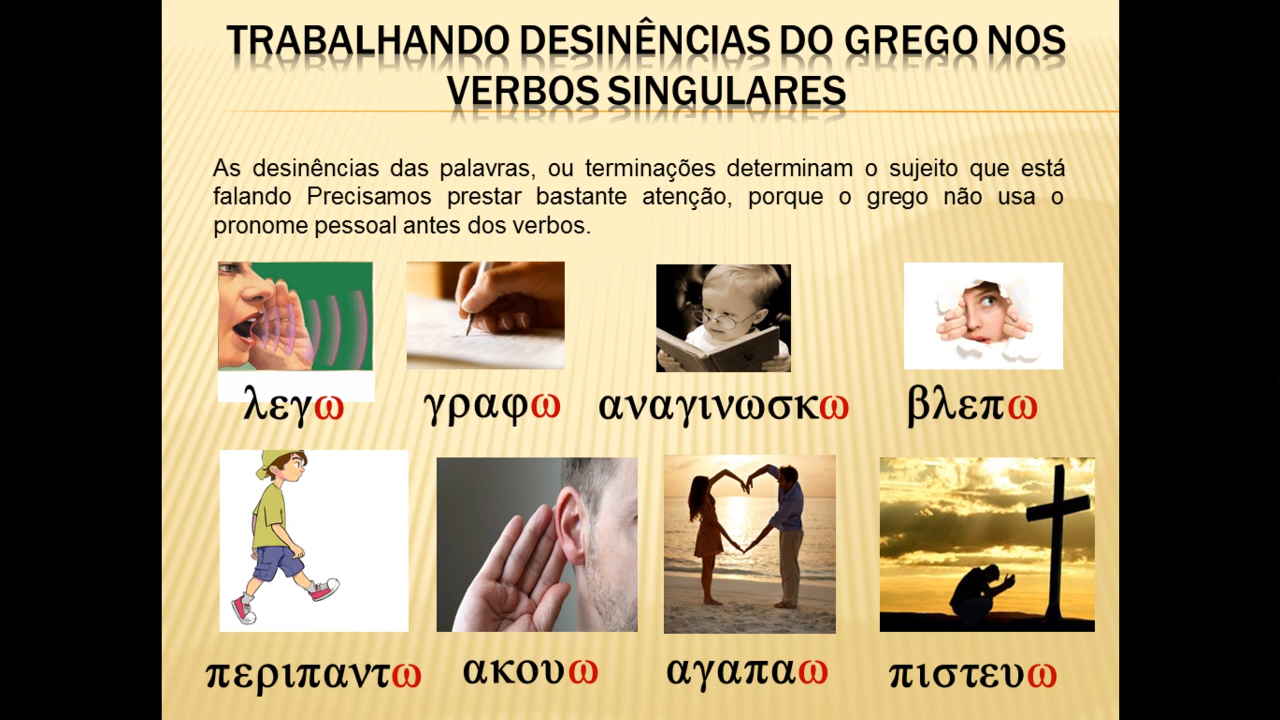 TRABALHANDO DESINÊNCIAS DO GREGO NOS
VERBOS SINGULARES
As desinências das palavras, ou terminações determinam o sujeito que está
falando Precisamos prestar bastante atenção, porque o grego não usa o
pronome pessoal antes dos verbos.
λεγω γραφω αναγινωσκω βλεπω
περιπαντω ακουω αγαπαω πιστευω